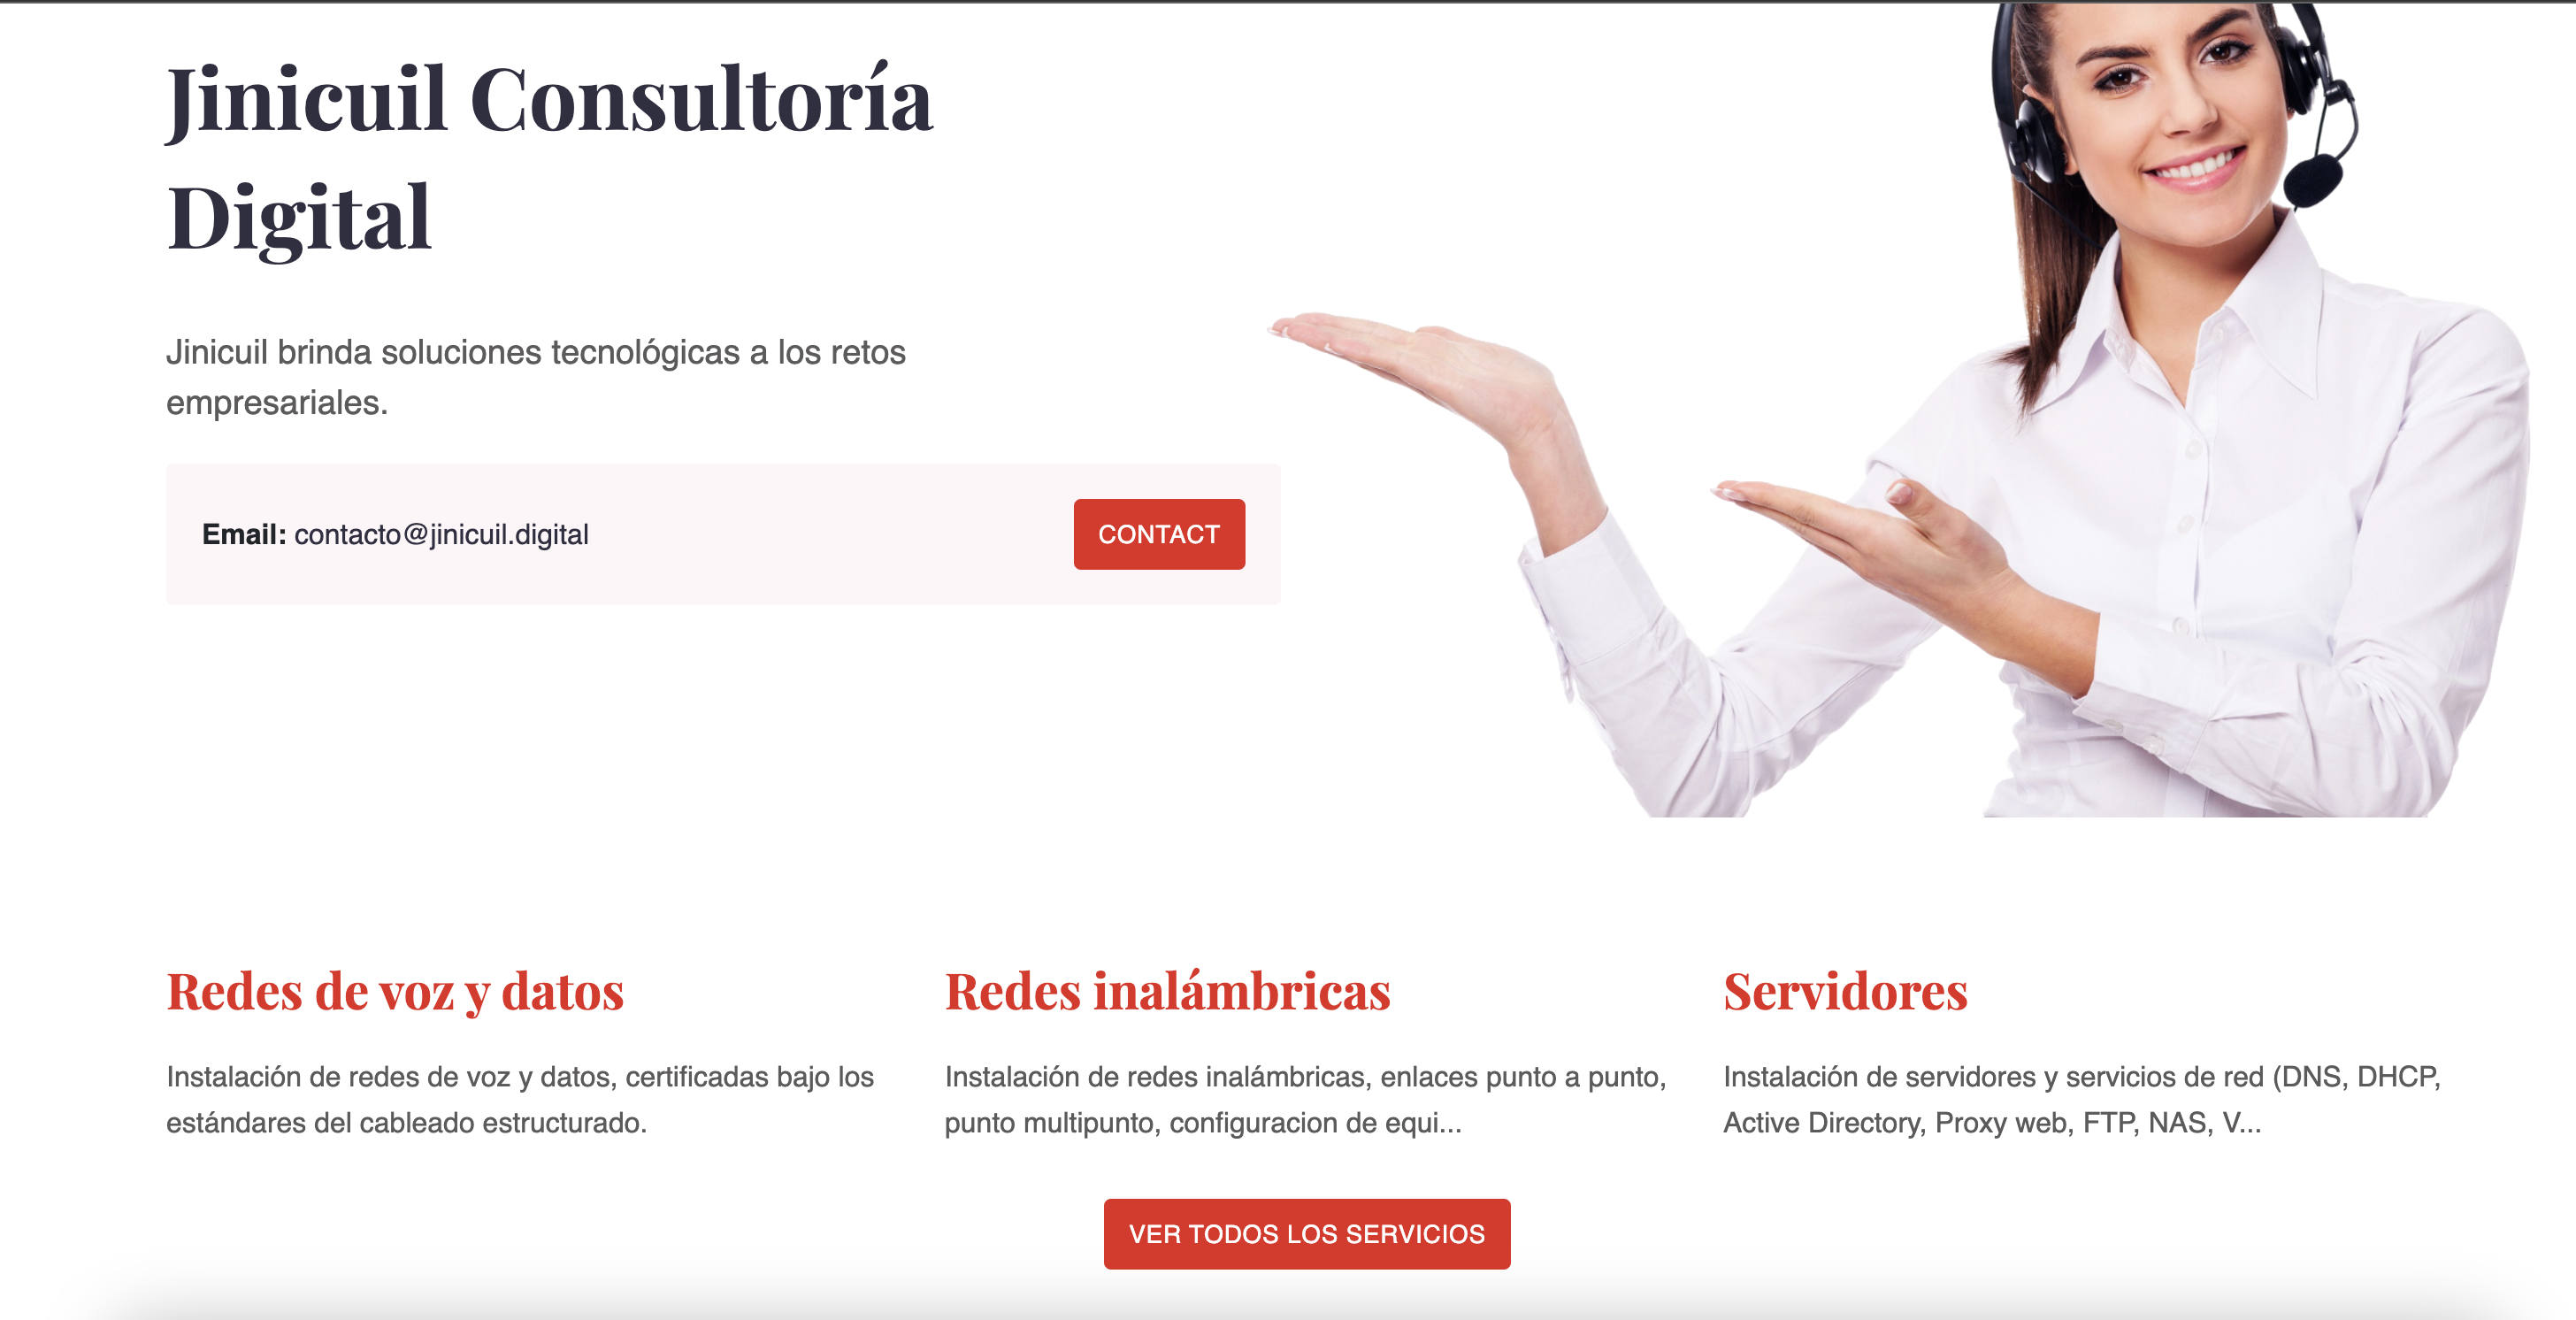 Jinicuil Consultoría
Digital
Jinicuil brinda soluciones tecnológicas a los retos
empresariales.
Email: contacto@jinicuil.digital
CONTACT
Redes de voz y datos
Instalación de redes de voz y datos, certificadas bajo los
estándares del cableado estructurado.
Redes inalámbricas
Instalación de redes inalámbricas, enlaces punto a punto,
punto multipunto, configuracion de equi...
Servidores
Instalación de servidores y servicios de red (DNS, DHCP,
Active Directory, Proxy web, FTP, NAS, V...
VER TODOS LOS SERVICIOS